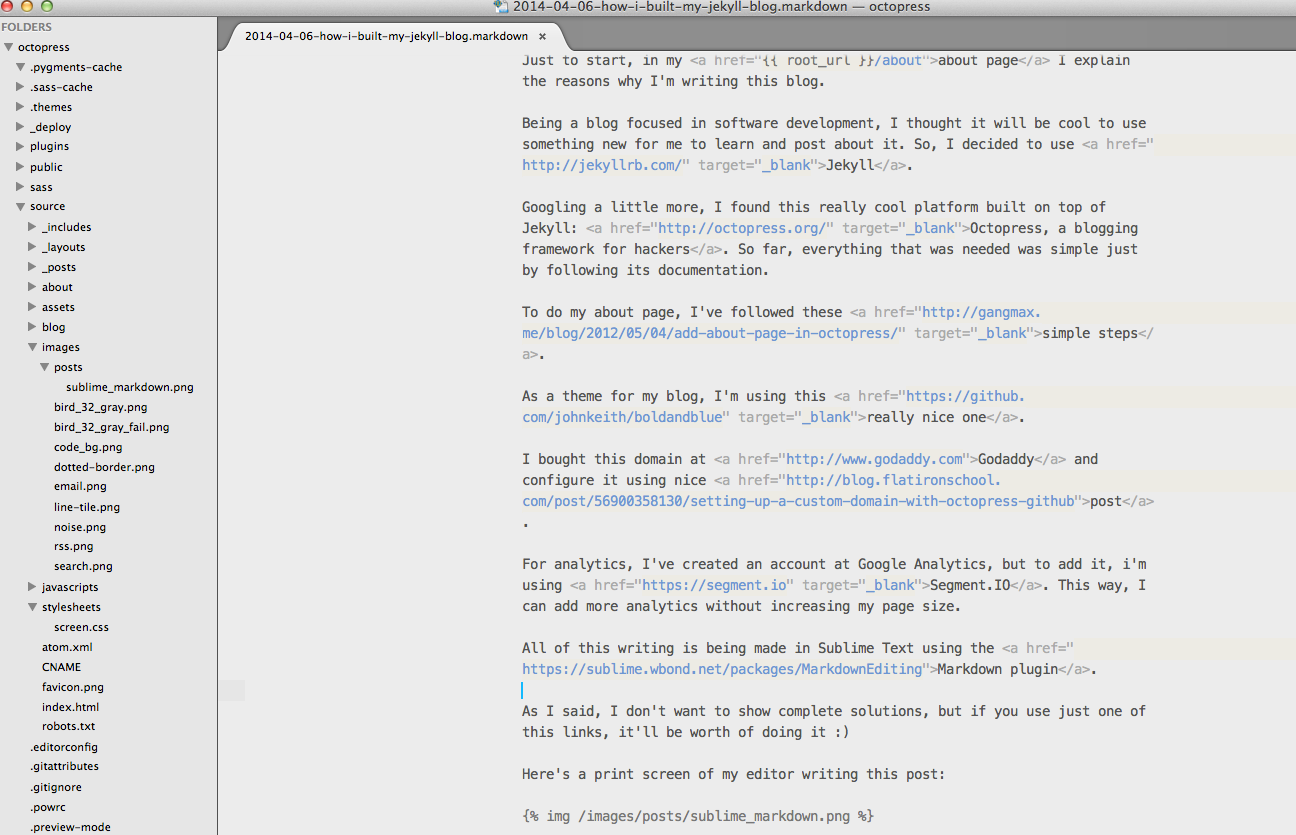 2014-04-06-how-i-built-my-jekyll-blog.markdown — octopress
FOLDERS
octopress
.pygments-cache
.sass-cache
.themes
_deploy
plugins
public
sass
source
_includes
_layouts
_posts
about
assets
blog
images
posts
sublime_markdown.png
bird_32_gray.png
bird_32_gray_fail.png
code_bg.png
dotted-border.png
email.png
line-tile.png
noise.png
rss.png
search.png
javascripts
stylesheets
screen.css
atom.xml
CNAME
favicon.png
index.html
robots.txt
.editorconfig
.gitattributes
.gitignore
.powrc
.preview-mode
2014-04-06-how-i-built-my-jekyll-blog.markdown ×
Just to start, in my <a href="{{ root_url }}/about">about page</a> I explain
the reasons why I'm writing this blog.
Being a blog focused in software development, I thought it will be cool to use
something new for me to learn and post about it. So, I decided to use <a href="
http://jekyllrb.com/" target="_blank">Jekyll</a>.
Googling a little more, I found this really cool platform built on top of
Jekyll: <a href="http://octopress.org/" target="_blank">Octopress, a blogging
framework for hackers</a>. So far, everything that was needed was simple just
by following its documentation.
To do my about page, I've followed these <a href="http://gangmax.
me/blog/2012/05/04/add-about-page-in-octopress/" target="_blank">simple steps</
a>.
As a theme for my blog, I'm using this <a href="https://github.
com/johnkeith/boldandblue" target="_blank">really nice one</a>.
I bought this domain at <a href="http://www.godaddy.com">Godaddy</a> and
configure it using nice <a href="http://blog.flatironschool.
com/post/56900358130/setting-up-a-custom-domain-with-octopress-github">post</a>
.
For analytics, I've created an account at Google Analytics, but to add it, i'm
using <a href="https://segment.io" target="_blank">Segment.IO</a>. This way, I
can add more analytics without increasing my page size.
All of this writing is being made in Sublime Text using the <a href="
https://sublime.wbond.net/packages/MarkdownEditing">Markdown plugin</a>.
As I said, I don't want to show complete solutions, but if you use just one of
this links, it'll be worth of doing it :)
Here's a print screen of my editor writing this post:
{% img /images/posts/sublime_markdown.png %}